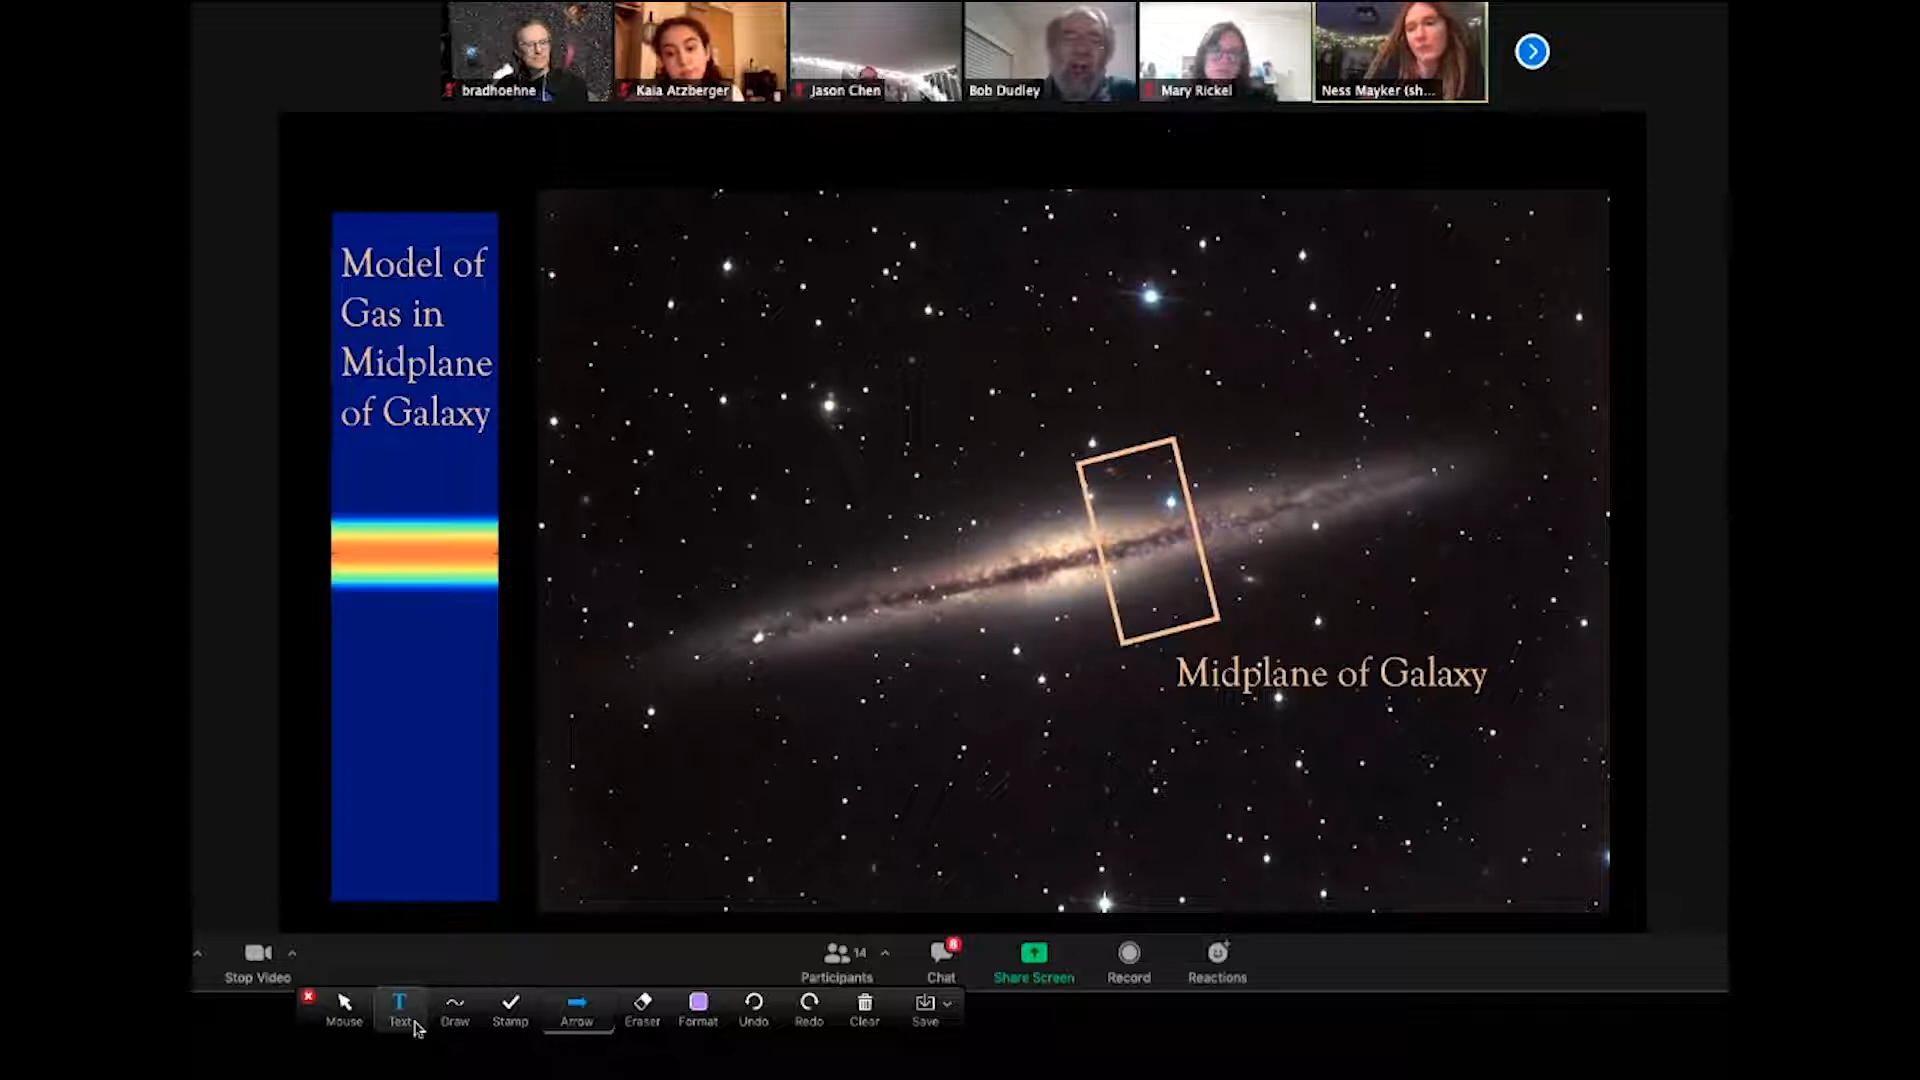 bradhoehne
Kaia Atzberger
Jason Chen
Bob Dudley
Mary Rickel
Ness Mayker (sh...
Model of
Gas in
Midplane
of Galaxy
Midplane of Galaxy
Stop Video
14
Participants
8
Chat
Share Screen
Record
Reactions
Mouse
T
Text
Draw
Stamp
Arrow
Eraser
Format
Undo
Redo
Clear
Save